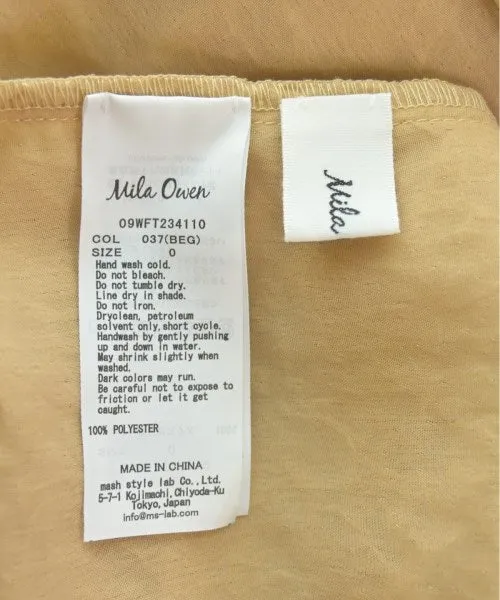 Mila Owen
09WFT234110
COL 037(BEG)
SIZE 0
Hand wash cold.
Do not bleach.
Do not tumble dry.
Line dry in shade.
Do not iron.
Dryclean, petroleum
solvent only,short cycle.
Handwash by gently pushing
up and down in water.
May shrink slightly when
washed.
Dark colors may run.
Be careful not to expose to
friction or let it get
caught.
100% POLYESTER
MADE IN CHINA
mash style lab Co.,Ltd.
5-7-1 Kojimachi,Chiyoda-Ku
Tokyo,Japan
info@ms-lab.com
Mila